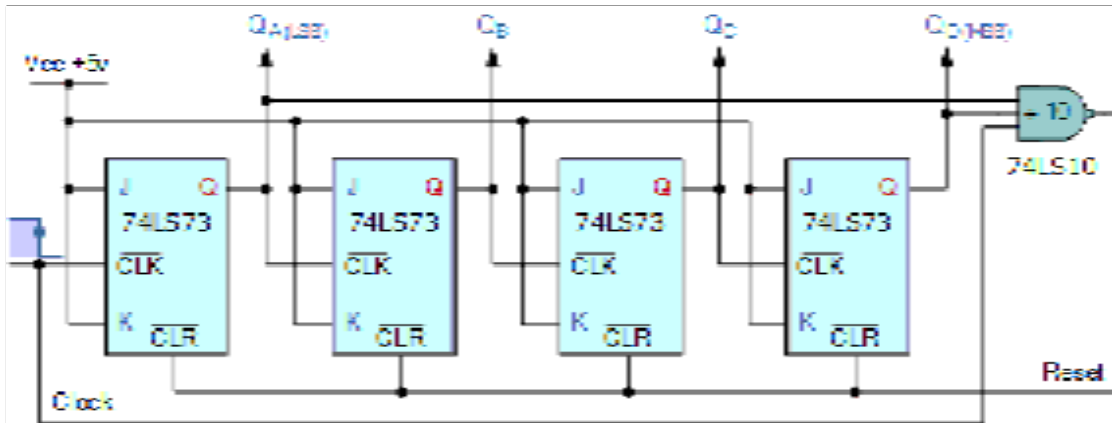 QA(LSB) QB QC QD(MSB)
Vcc +5v
÷ 10
74LS10
J Q J Q J Q J Q
74LS73 74LS73 74LS73 74LS73
CLK CLK CLK CLK
K CLR K CLR K CLR K CLR
Reset
Clock